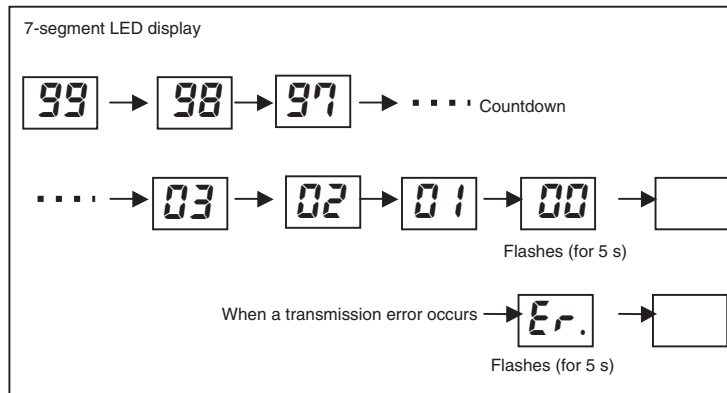 7-segment LED display
99 98 97 ···· Countdown
···· 03 02 01 00
Flashes (for 5 s)
When a transmission error occurs Er.
Flashes (for 5 s)